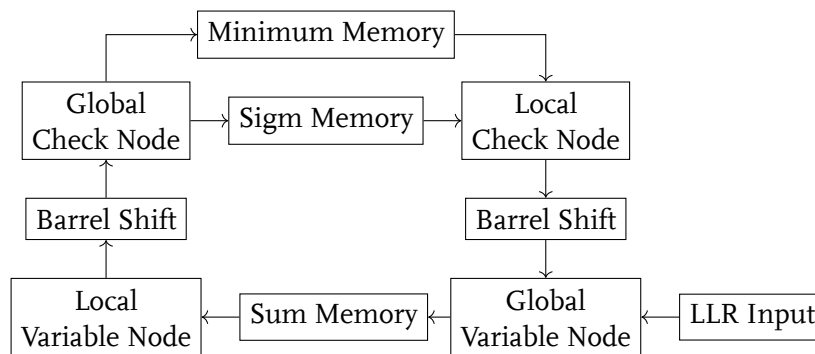 Minimum Memory
Global
Check Node
Sigm Memory
Local
Check Node
Barrel Shift
Barrel Shift
Local
Variable Node
Sum Memory
Global
Variable Node
LLR Input